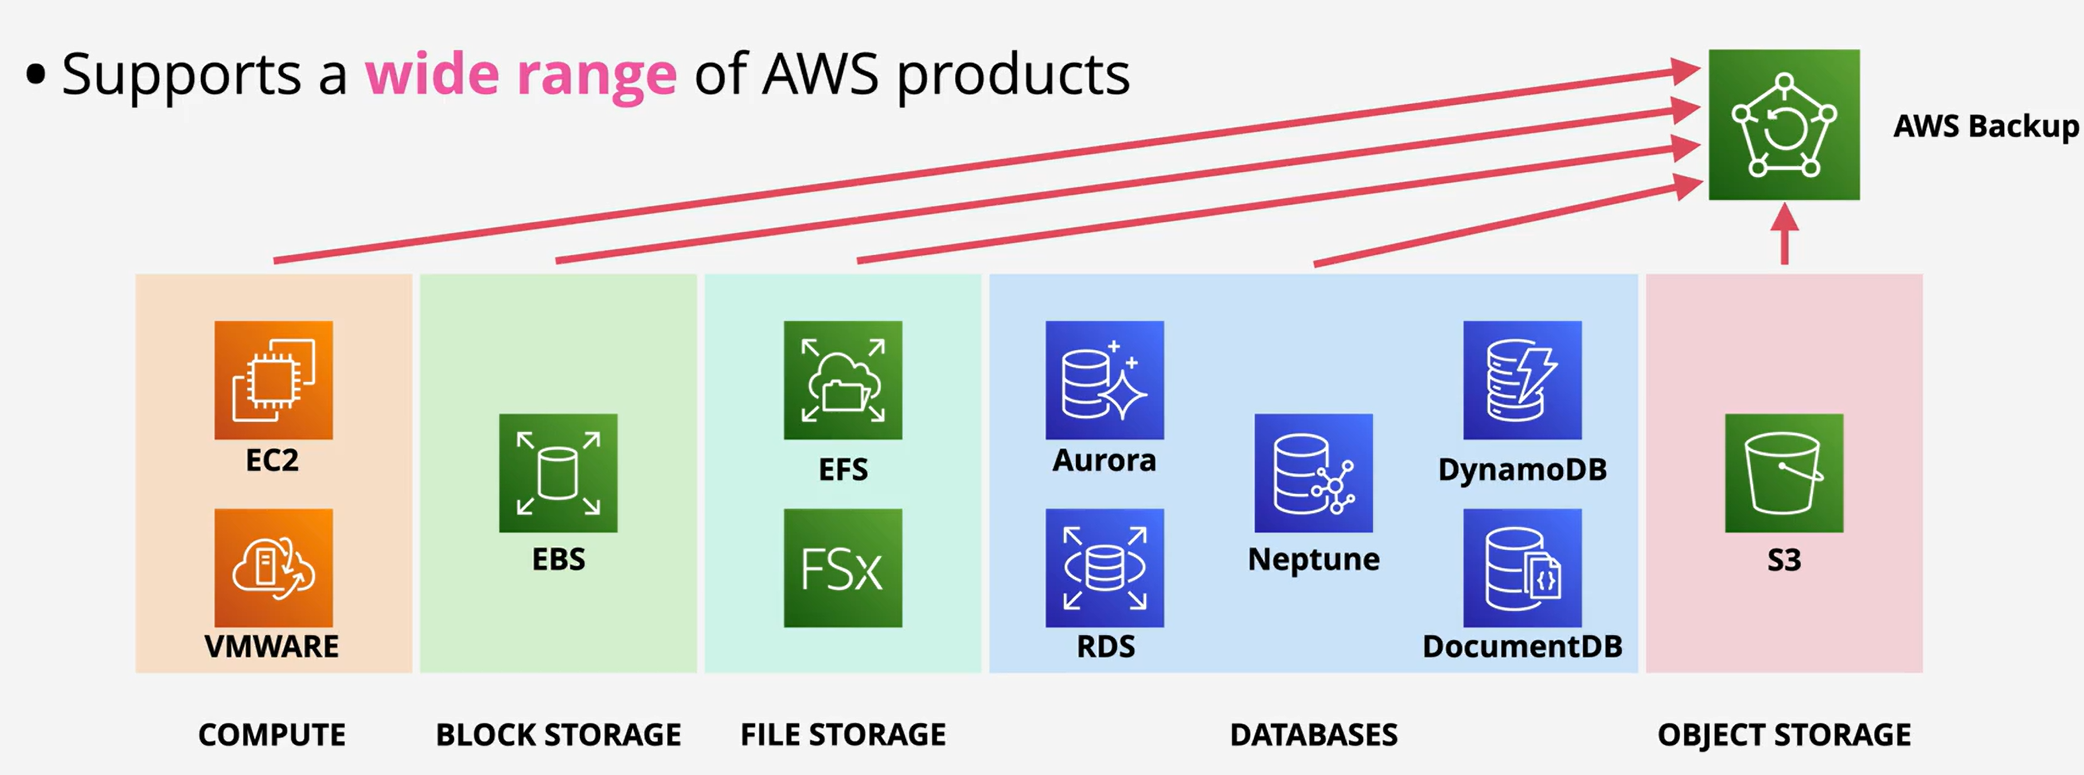 • Supports a wide range of AWS products
AWS Backup
EC2
VMWARE
COMPUTE
EBS
BLOCK STORAGE
EFS
FSx
FILE STORAGE
Aurora
RDS
Neptune
DynamoDB
DocumentDB
DATABASES
S3
OBJECT STORAGE